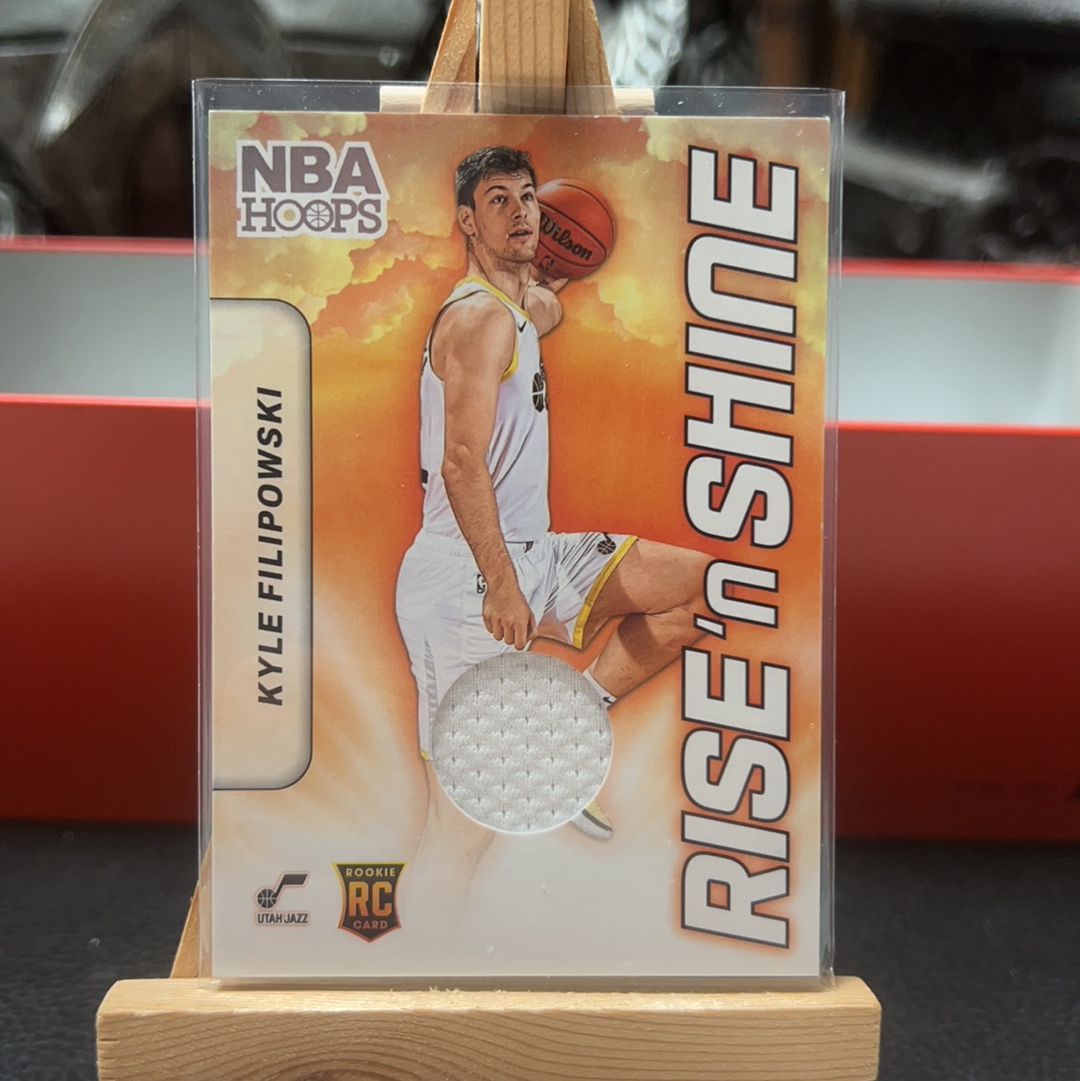 NBA
HOOPS
Wilson
KYLE FILIPOWSKI
RISE 'n SHINE
UTAH JAZZ
ROOKIE
RC
CARD